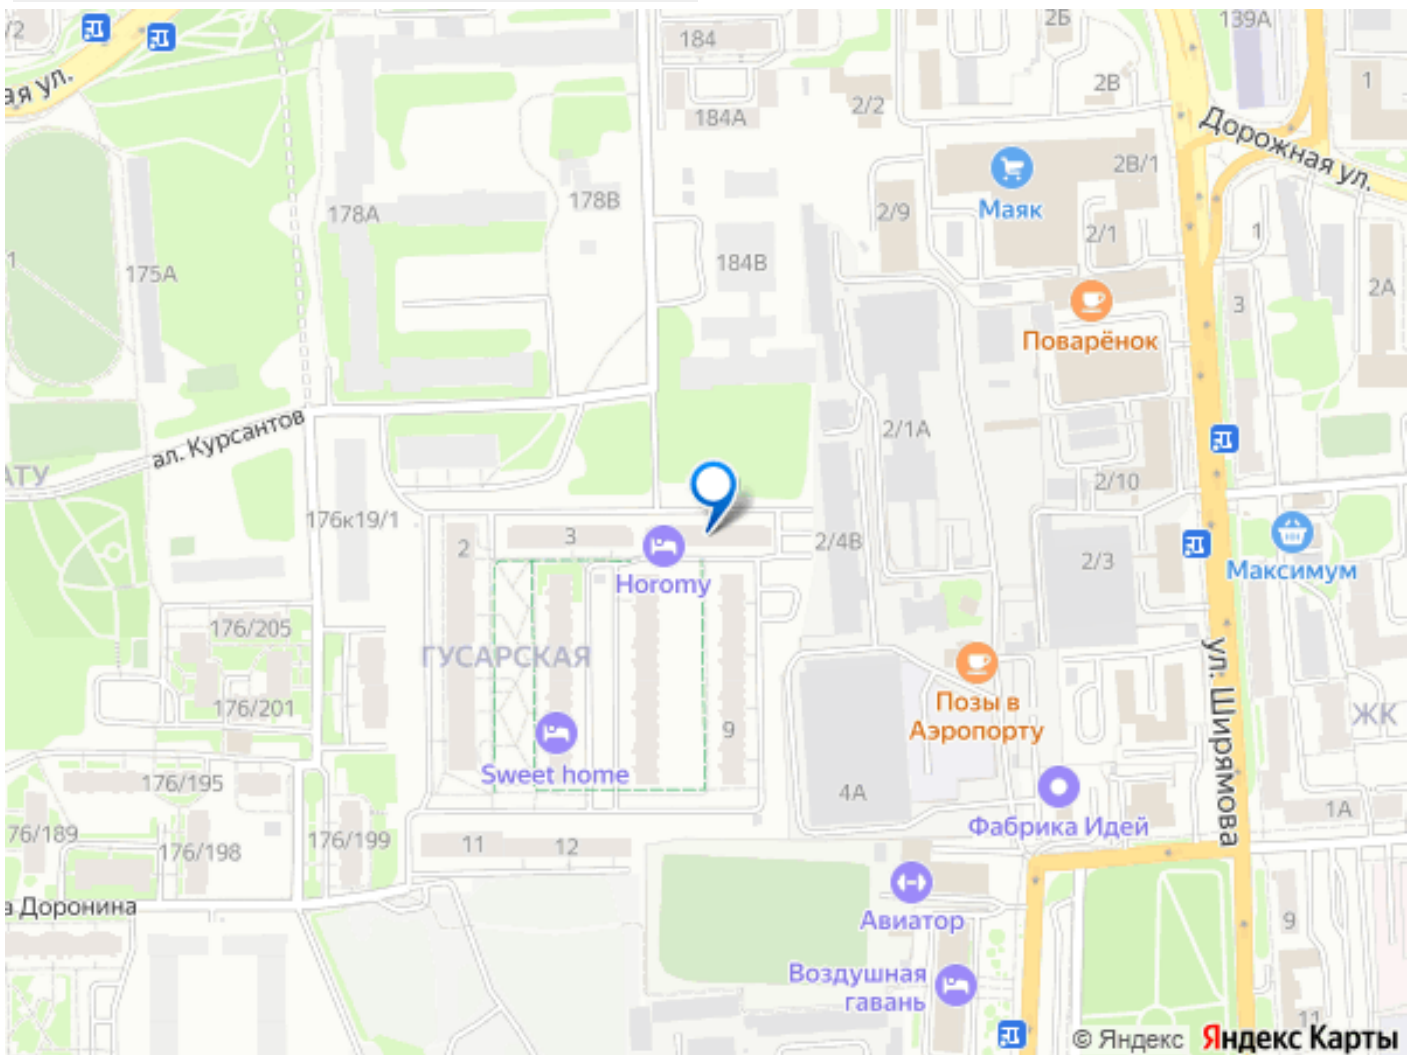 /2
184
2Б
139А
ая ул.
2В
1
184А
2/2
Дорожная ул.
2В/1
Маяк
178А
178В
2/9
2/1
1
1
175А
184В
2А
3
Поварёнок
ал. Курсантов
2/1А
АТУ
2/10
176к19/1
2
3
2/4В
2/3
Horomy
Максимум
176/205
ГУСАРСКАЯ
ул. Ширямова
176/201
Позы в
Аэропорту
ЖК
9
Sweet home
176/195
4А
1А
76/189
176/198
176/199
11
12
Фабрика Идей
а Доронина
Авиатор
9
Воздушная
гавань
11
© Яндекс Яндекс Карты